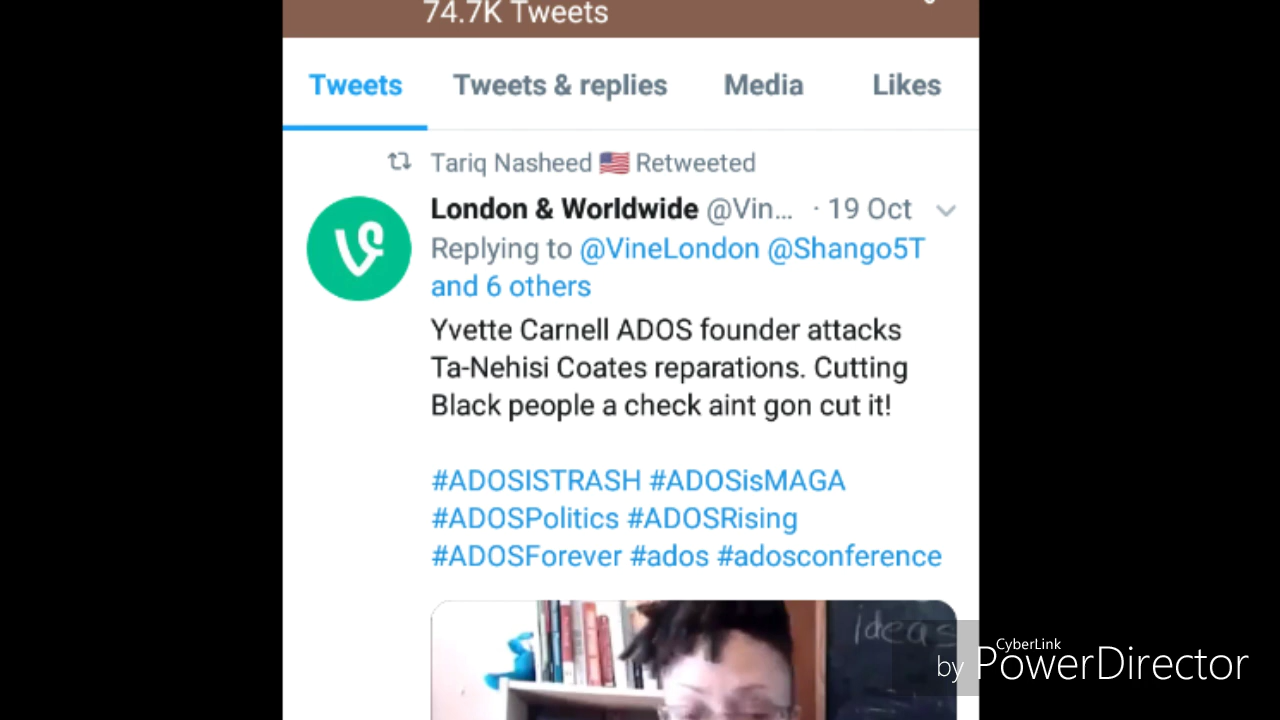 74.7K Tweets
Tweets Tweets & replies Media Likes
Tariq Nasheed 🇺🇸 Retweeted
London & Worldwide @Vin... · 19 Oct
Replying to @VineLondon @Shango5T
and 6 others
Yvette Carnell ADOS founder attacks
Ta-Nehisi Coates reparations. Cutting
Black people a check aint gon cut it!
#ADOSISTRASH #ADOSisMAGA
#ADOSPolitics #ADOSRising
#ADOSForever #ados #adosconference
ideas
CyberLink
by PowerDirector